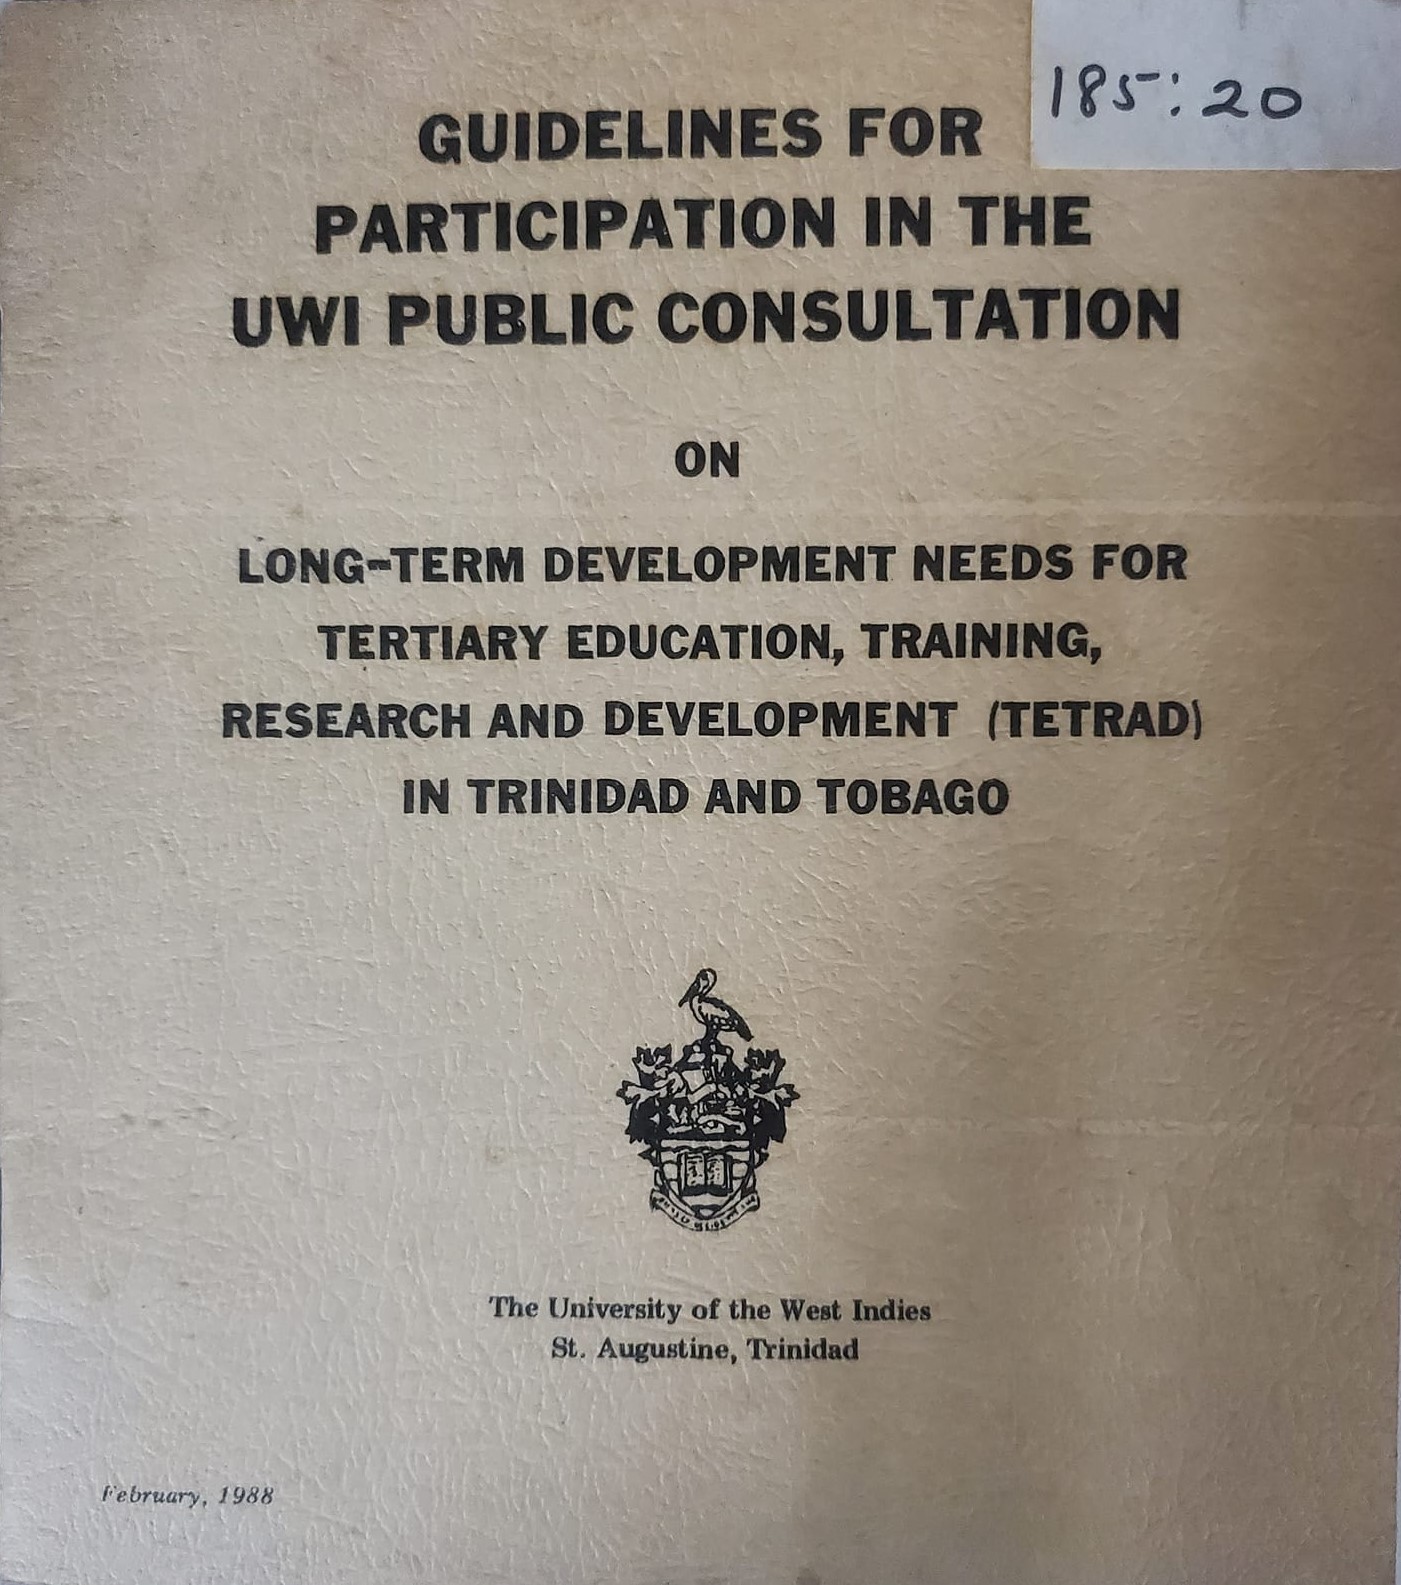 185:20
GUIDELINES FOR
PARTICIPATION IN THE
UWI PUBLIC CONSULTATION
ON
LONG-TERM DEVELOPMENT NEEDS FOR
TERTIARY EDUCATION, TRAINING,
RESEARCH AND DEVELOPMENT (TETRAD)
IN TRINIDAD AND TOBAGO
The University of the West Indies
St. Augustine, Trinidad
February, 1988